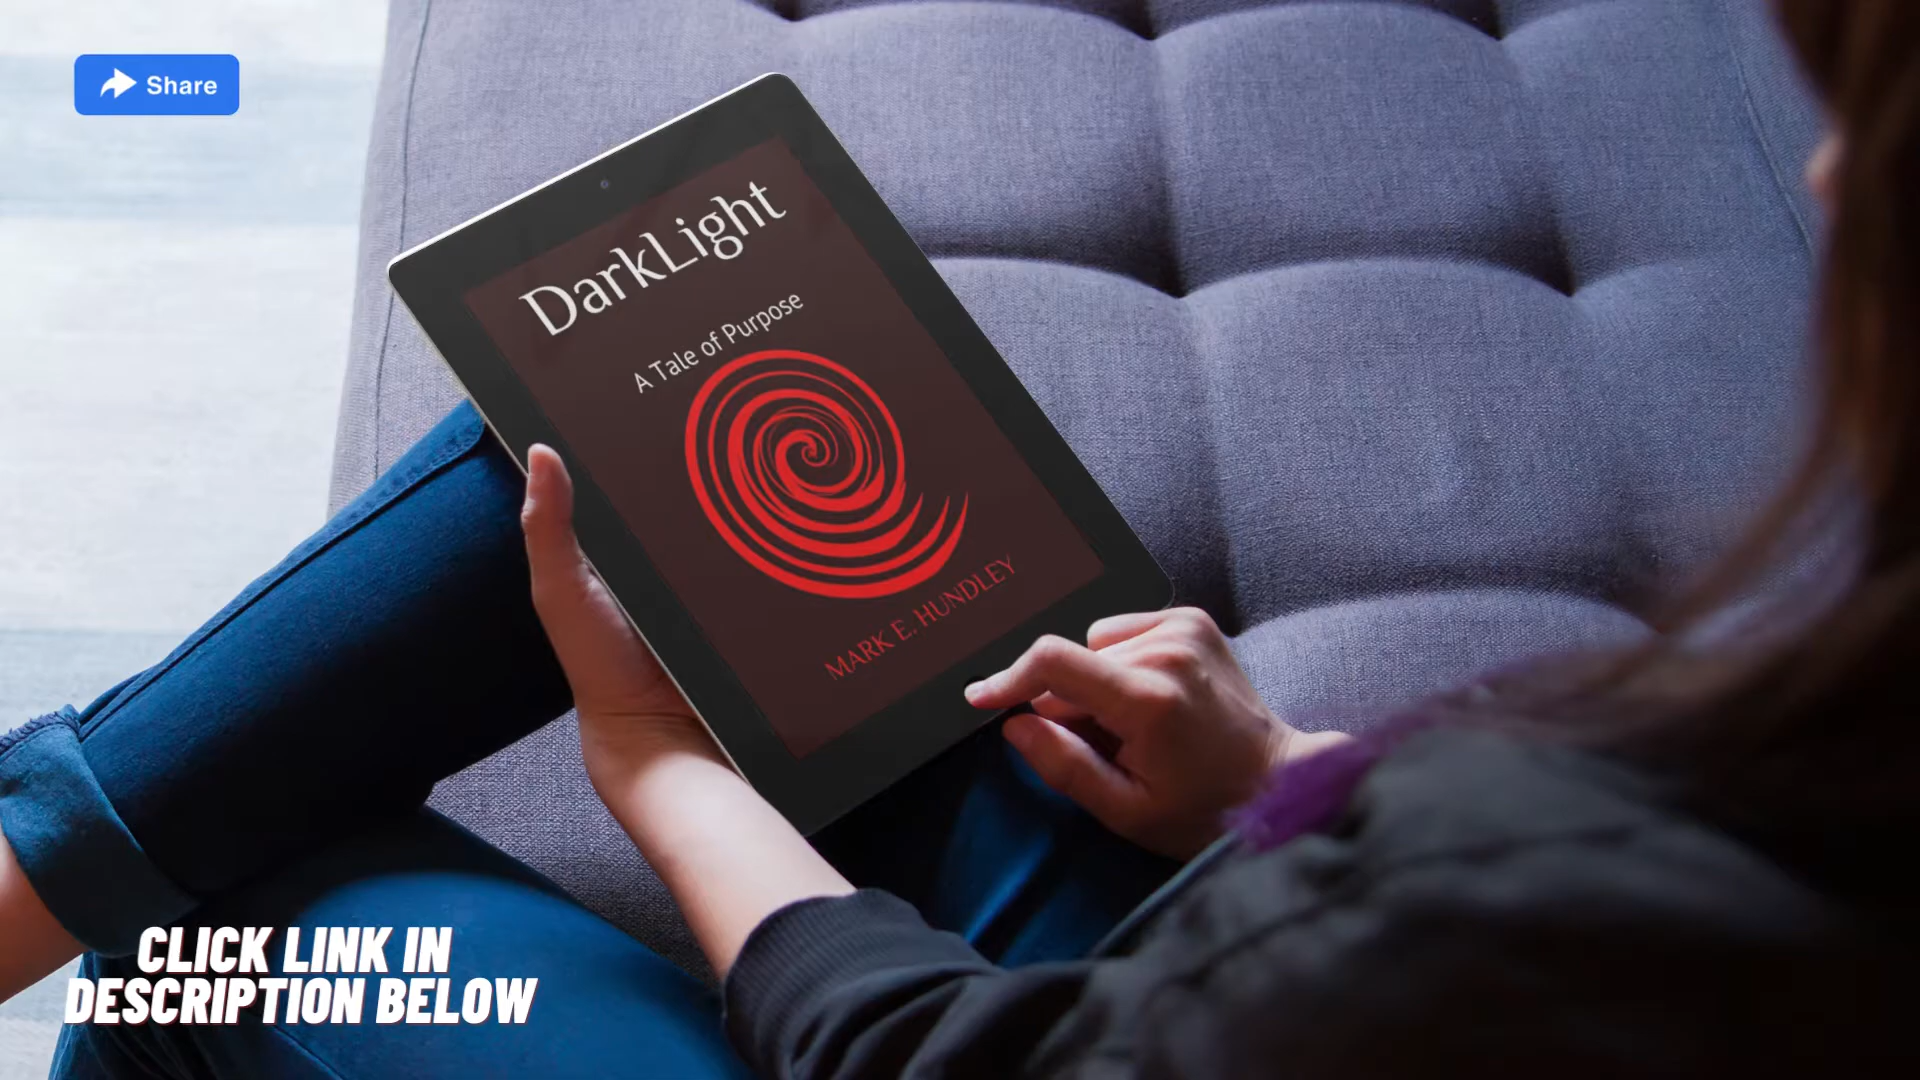 Share
DarkLight
A Tale of Purpose
MARK E. HUNDLEY
CLICK LINK IN
DESCRIPTION BELOW